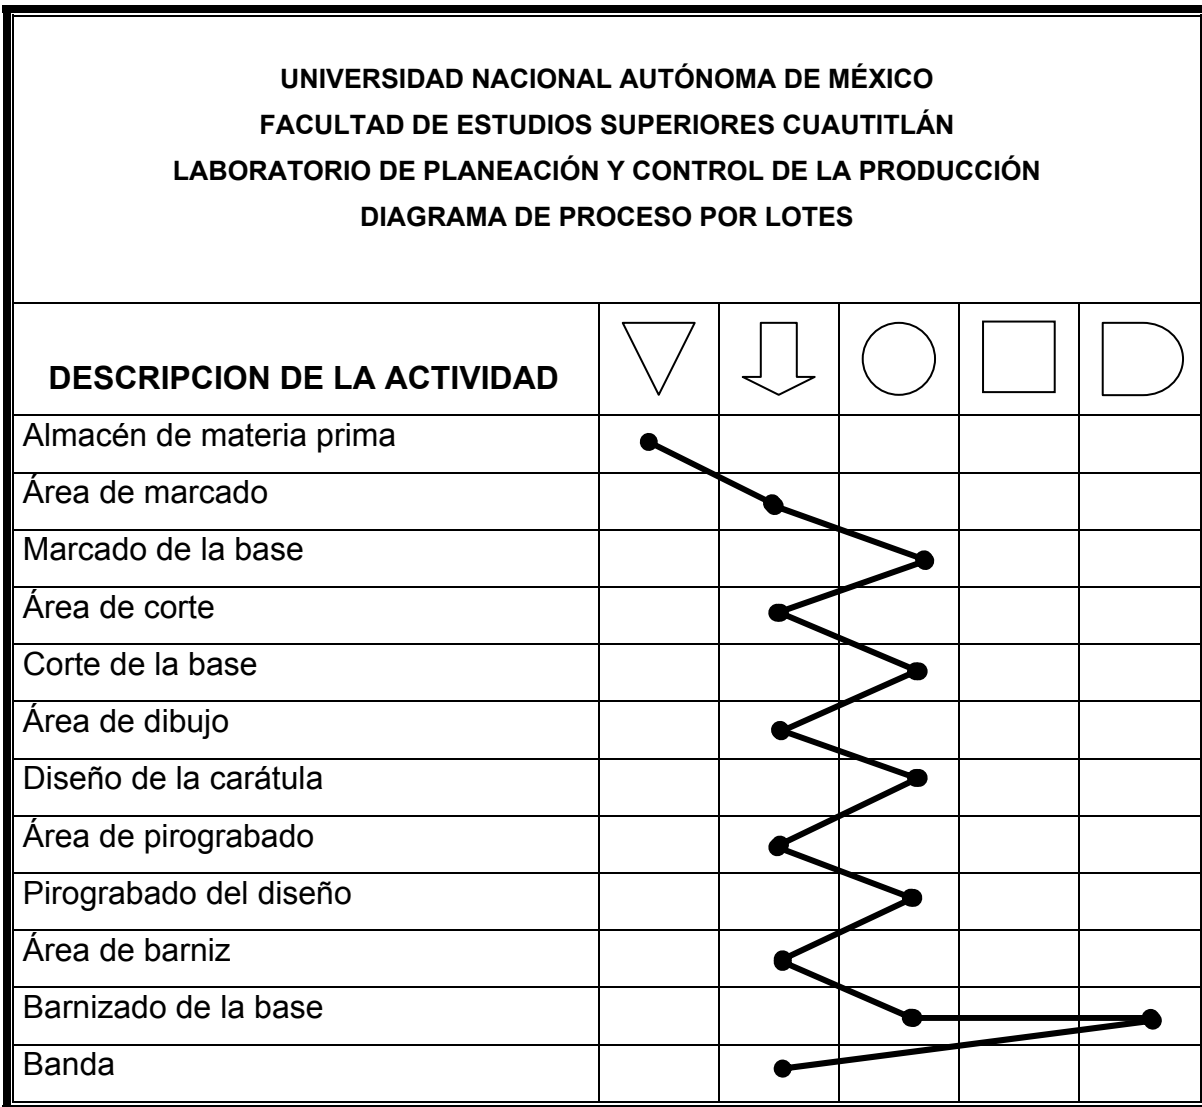 UNIVERSIDAD NACIONAL AUTÓNOMA DE MÉXICO
FACULTAD DE ESTUDIOS SUPERIORES CUAUTITLÁN
LABORATORIO DE PLANEACIÓN Y CONTROL DE LA PRODUCCIÓN
DIAGRAMA DE PROCESO POR LOTES
DESCRIPCION DE LA ACTIVIDAD
Almacén de materia prima
Área de marcado
Marcado de la base
Área de corte
Corte de la base
Área de dibujo
Diseño de la carátula
Área de pirograbado
Pirograbado del diseño
Área de barniz
Barnizado de la base
Banda